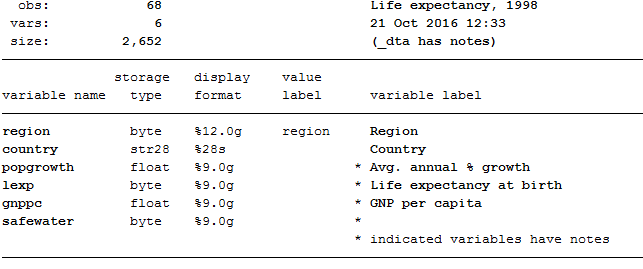 obs: 68 Life expectancy, 1998
vars: 6 21 Oct 2016 12:33
size: 2,652 (_dta has notes)
storage display value
variable name type format label variable label
region byte %12.0g region Region
country str28 %28s Country
popgrowth float %9.0g * Avg. annual % growth
lexp byte %9.0g * Life expectancy at birth
gnppc float %9.0g * GNP per capita
safewater byte %9.0g *
* indicated variables have notes